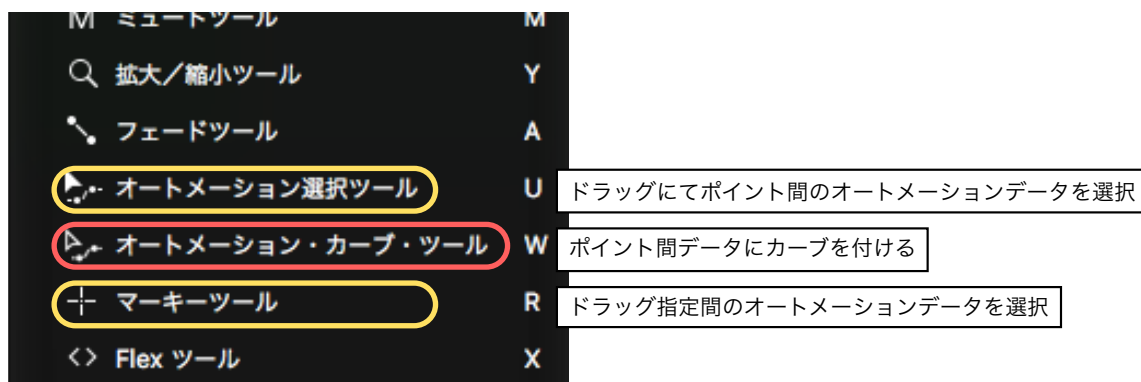 M ミュートツール M
拡大／縮小ツール Y
フェードツール A
オートメーション選択ツール U ドラッグにてポイント間のオートメーションデータを選択
オートメーション・カーブ・ツール W ポイント間データにカーブを付ける
マーキーツール R ドラッグ指定間のオートメーションデータを選択
Flex ツール X